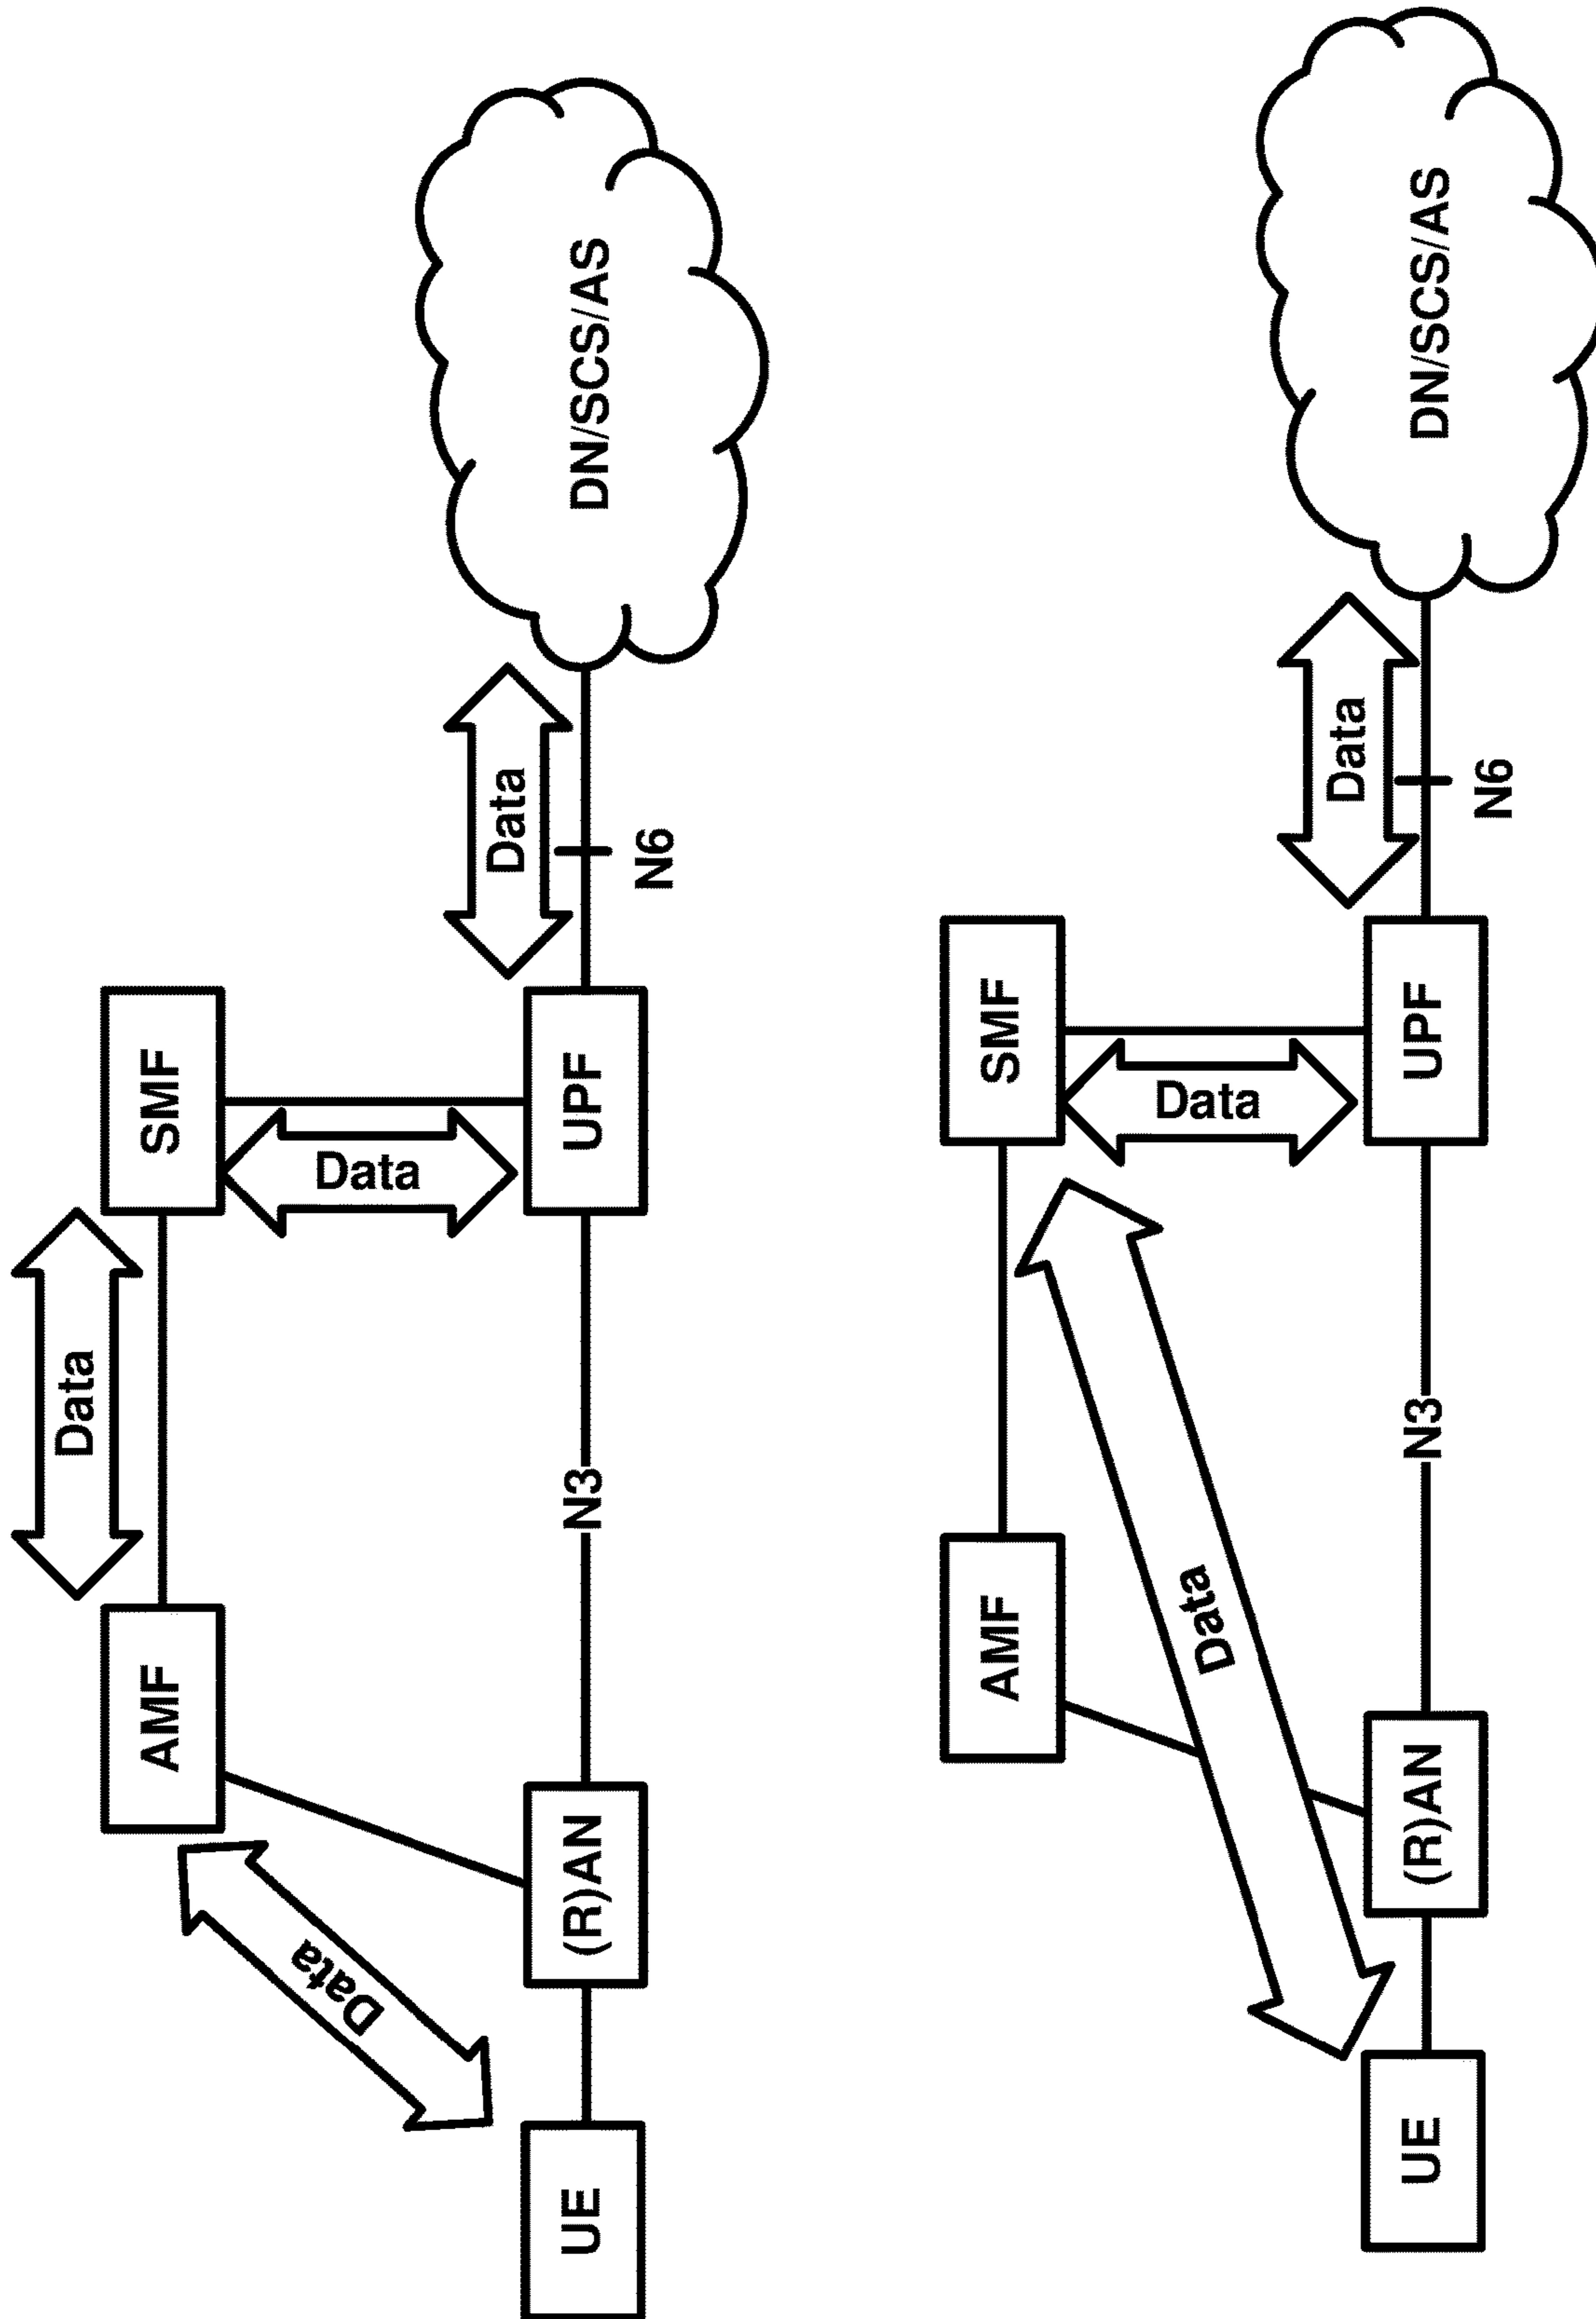 Data
AMF
SMF
Data
Data
Data
UE
(R)AN
N3
UPF
N6
DN/SCS/AS
AMF
SMF
Data
Data
Data
UE
(R)AN
N3
UPF
N6
DN/SCS/AS